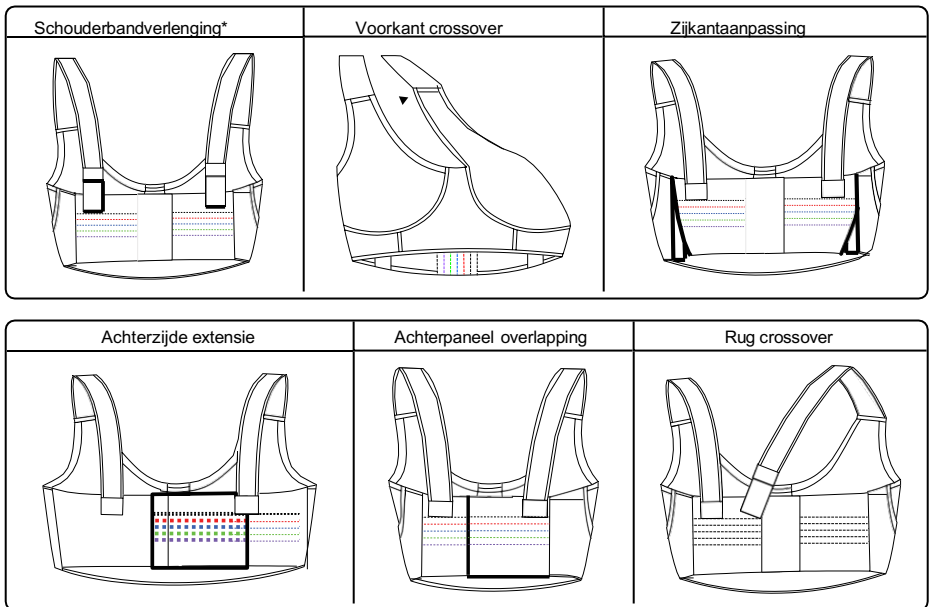 Schouderbandverlenging*
Voorkant crossover
Zijkantaanpassing
Achterzijde extensie
Achterpaneel overlapping
Rug crossover